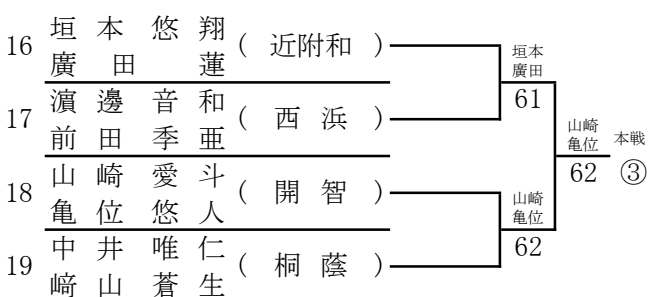 16 垣本悠翔 (近附和)
廣田蓮
17 濵邊音和 (西浜)
前田季亜
18 山崎愛斗 (開智)
亀位悠人
19 中井唯仁 (桐蔭)
﨑山蒼生
垣本
廣田
61
山崎
亀位
62
山崎
亀位
62
本戦
③